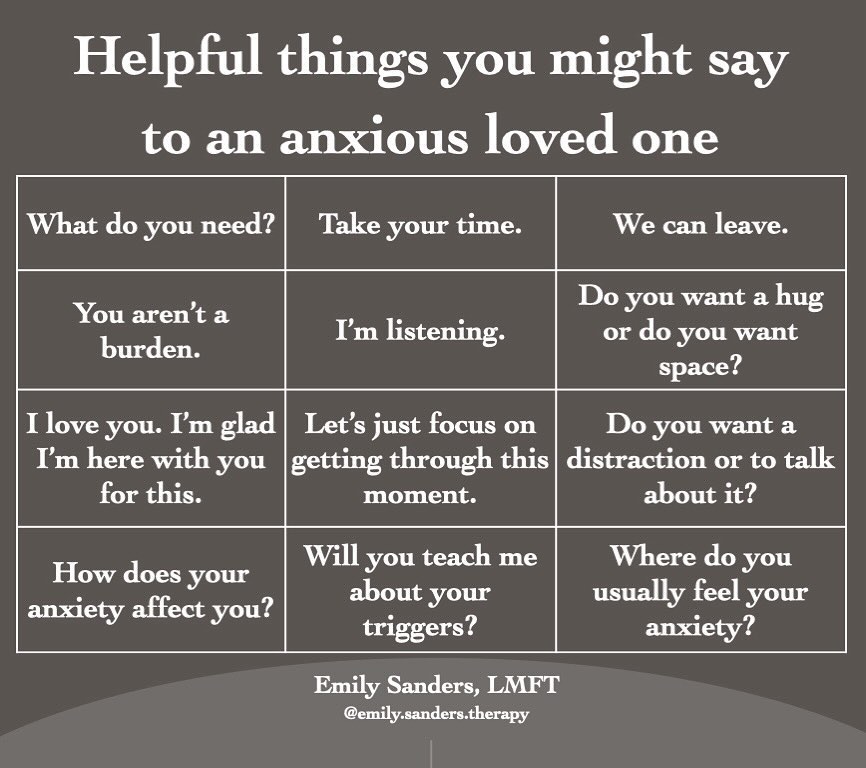 Helpful things you might say
to an anxious loved one
What do you need?
Take your time.
We can leave.
You aren't a
burden.
I'm listening.
Do you want a hug
or do you want
space?
I love you. I'm glad
I'm here with you
for this.
Let's just focus on
getting through this
moment.
Do you want a
distraction or to talk
about it?
How does your
anxiety affect you?
Will you teach me
about your
triggers?
Where do you
usually feel your
anxiety?
Emily Sanders, LMFT
@emily.sanders.therapy